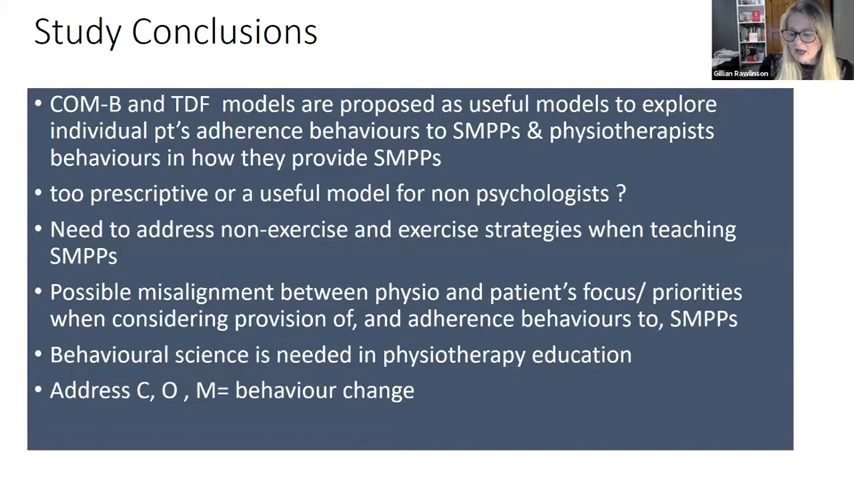 Study Conclusions
Gillian Rawlinson
• COM-B and TDF models are proposed as useful models to explore
individual pt's adherence behaviours to SMPPs & physiotherapists
behaviours in how they provide SMPPs
• too prescriptive or a useful model for non psychologists ?
• Need to address non-exercise and exercise strategies when teaching
SMPPs
• Possible misalignment between physio and patient's focus/ priorities
when considering provision of, and adherence behaviours to, SMPPs
• Behavioural science is needed in physiotherapy education
• Address C, O , M= behaviour change